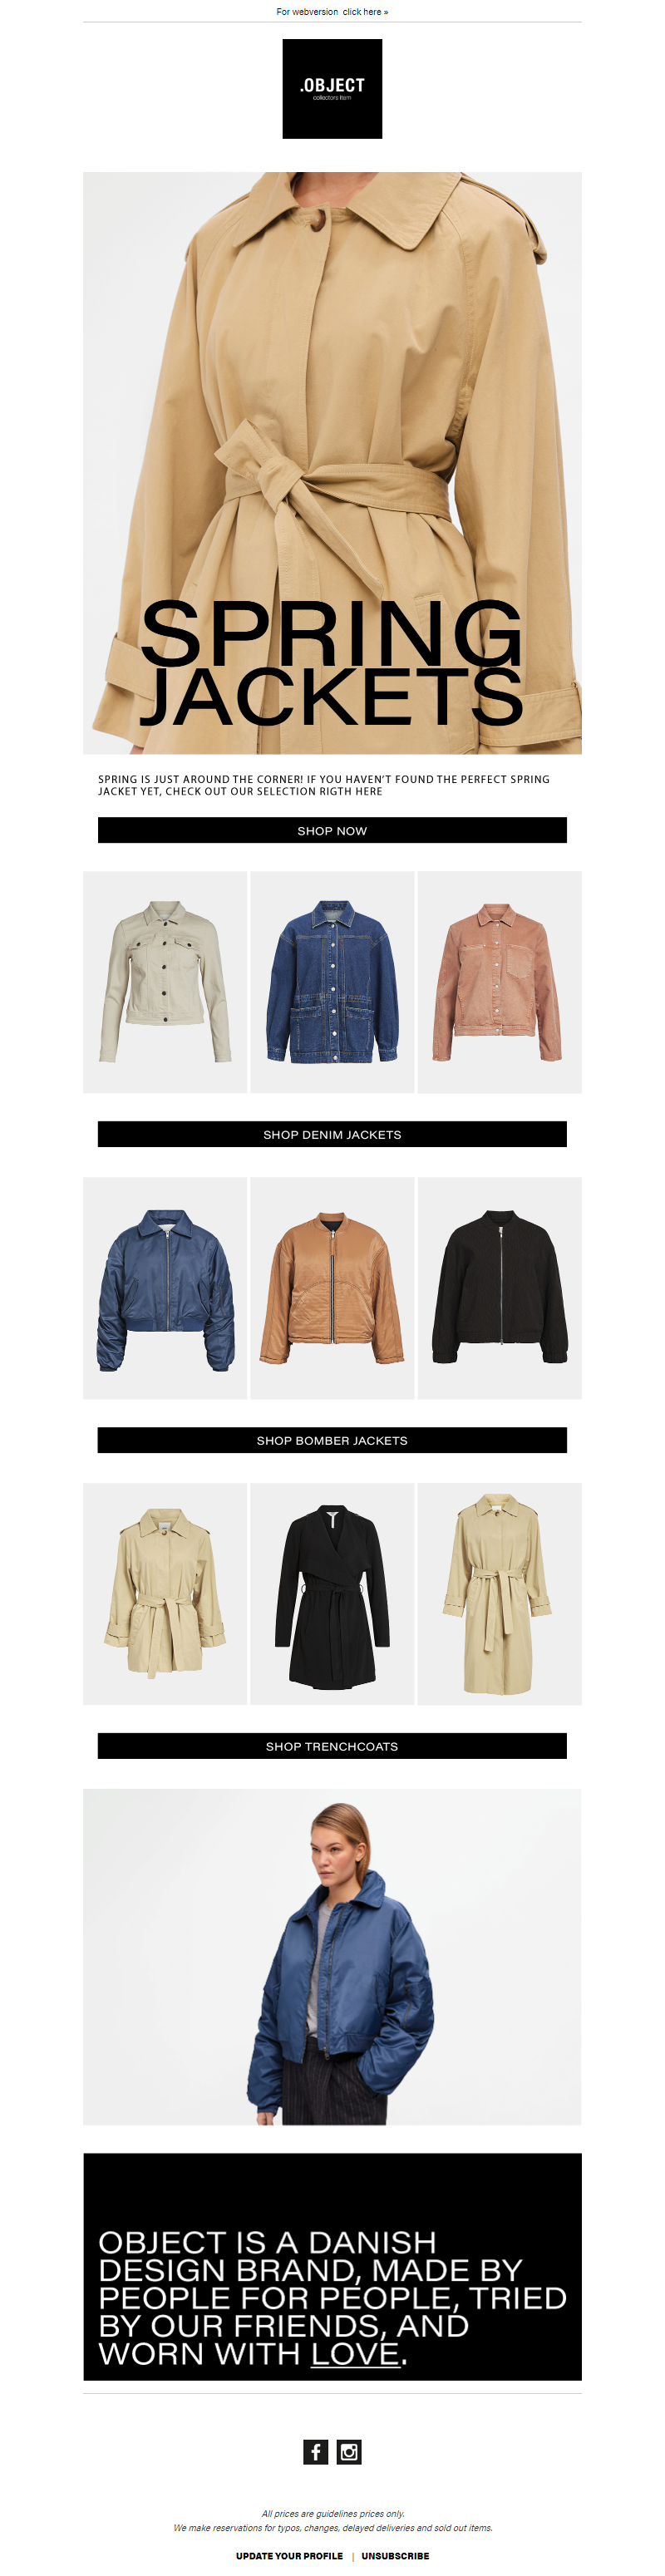 For webversion click here »
.OBJECT
collectors item
SPRING
JACKETS
SPRING IS JUST AROUND THE CORNER! IF YOU HAVEN'T FOUND THE PERFECT SPRING
JACKET YET, CHECK OUT OUR SELECTION RIGTH HERE
SHOP NOW
SHOP DENIM JACKETS
SHOP BOMBER JACKETS
SHOP TRENCHCOATS
OBJECT IS A DANISH
DESIGN BRAND, MADE BY
PEOPLE FOR PEOPLE, TRIED
BY OUR FRIENDS, AND
WORN WITH LOVE.
All prices are guidelines prices only.
We make reservations for typos, changes, delayed deliveries and sold out items.
UPDATE YOUR PROFILE | UNSUBSCRIBE